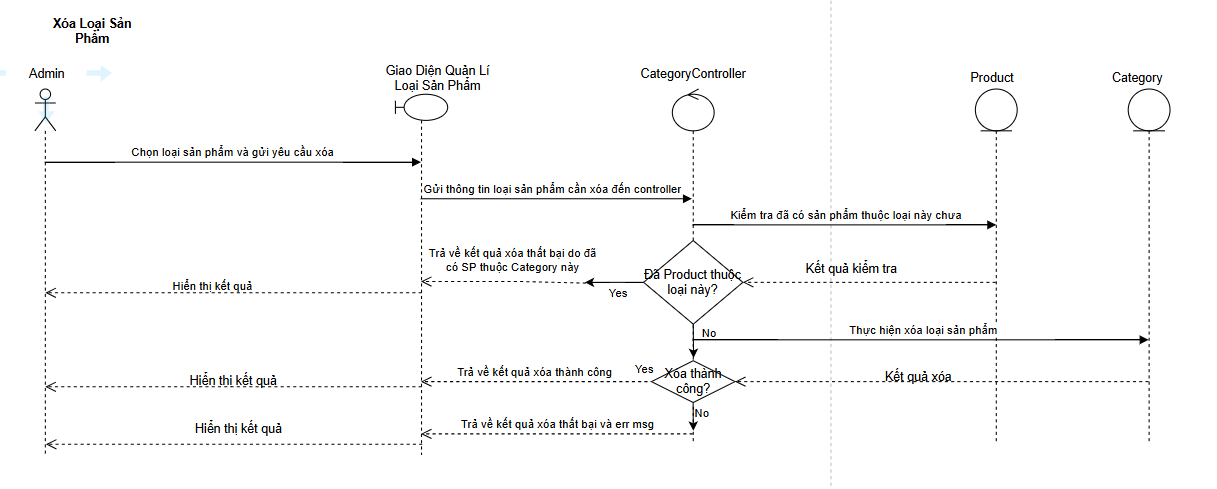 Xóa Loại Sản
Phẩm
Admin
Giao Diện Quản Lí
Loại Sản Phẩm
CategoryController
Product
Category
Chọn loại sản phẩm và gửi yêu cầu xóa
Gửi thông tin loại sản phẩm cần xóa đến controller
Kiểm tra đã có sản phẩm thuộc loại này chưa
Trả về kết quả xóa thất bại do đã
có SP thuộc Category này
Đã Product thuộc
loại này?
Kết quả kiểm tra
Hiển thị kết quả
Yes
No
Thực hiện xóa loại sản phẩm
Yes
Trả về kết quả xóa thành công
Xóa thành
công?
Kết quả xóa
Hiển thị kết quả
No
Trả về kết quả xóa thất bại và err msg
Hiển thị kết quả